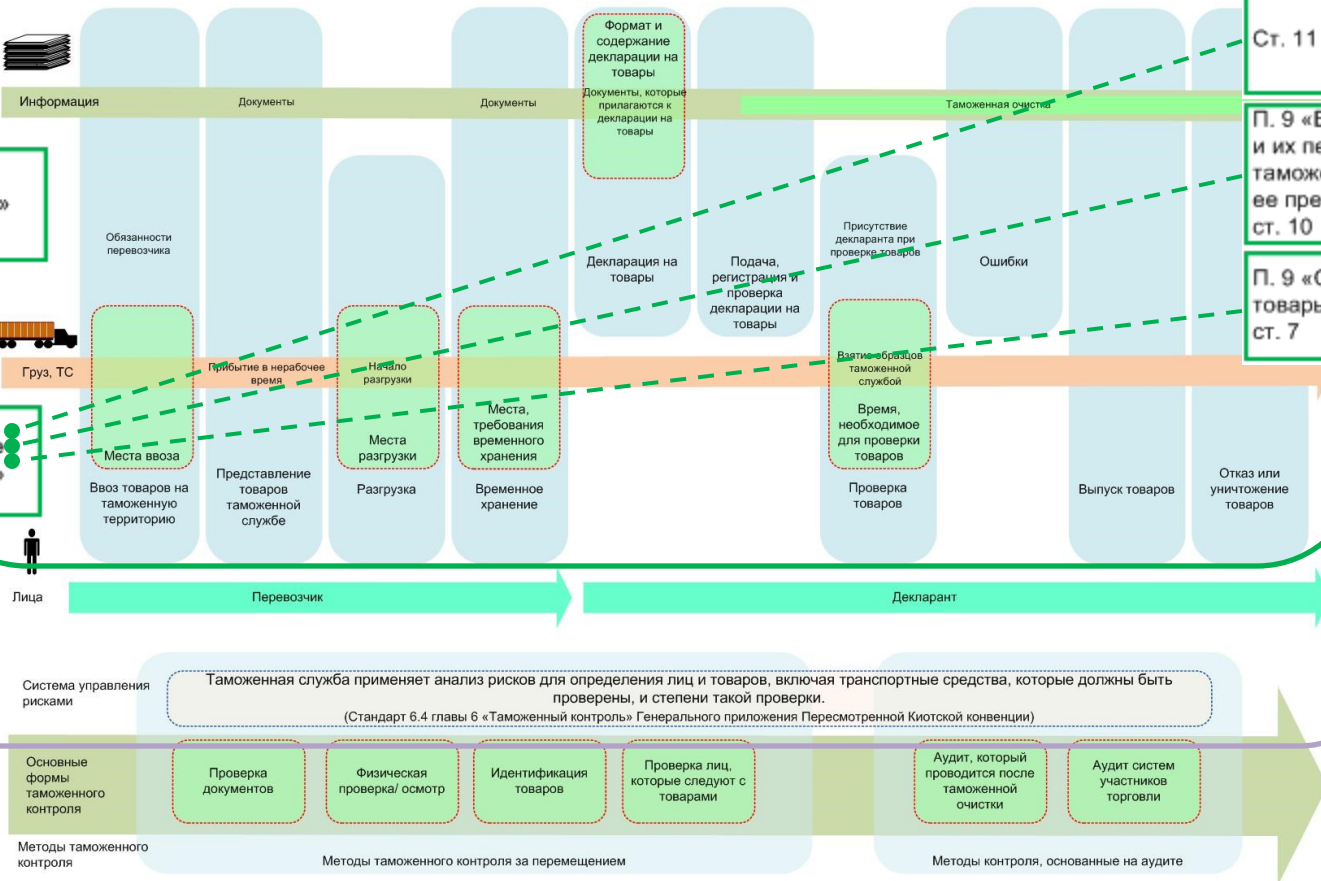 Формат и
содержание
декларации на
товары
Документы, которые
прилагаются к
декларации на
товары
Информация
Документы
Документы
Таможенная очистка
Ст. 11
П. 9
и их
ст. 10
П. 9
ст. 7
»
»
Обязанности
перевозчика
Декларация на
товары
Подача,
регистрация и
проверка
декларации на
товары
Присутствие
декларанта при
проверке товаров
Ошибки
Груз, ТС
Прибытие в нерабочее
время
Начало
разгрузки
Взятие образцов
таможенной
службой
Места ввоза
Места
разгрузки
Места,
требования
временного
хранения
Время,
необходимое
для проверки
товаров
Ввоз товаров на
таможенную
территорию
Представление
товаров
таможенной
службе
Разгрузка
Временное
хранение
Проверка
товаров
Выпуск товаров
Отказ или
уничтожение
товаров
Лица
Перевозчик
Декларант
Система управления
рисками
Таможенная служба применяет анализ рисков для определения лиц и товаров, включая транспортные средства, которые должны быть
проверены, и степени такой проверки.
(Стандарт 6.4 главы 6 «Таможенный контроль» Генерального приложения Пересмотренной Киотской конвенции)
Основные
формы
таможенного
контроля
Проверка
документов
Физическая
проверка/ осмотр
Идентификация
товаров
Проверка лиц,
которые следуют с
товарами
Аудит, который
проводится после
таможенной
очистки
Аудит систем
участников
торговли
Методы таможенного
контроля
Методы таможенного контроля за перемещением
Методы контроля, основанные на аудите